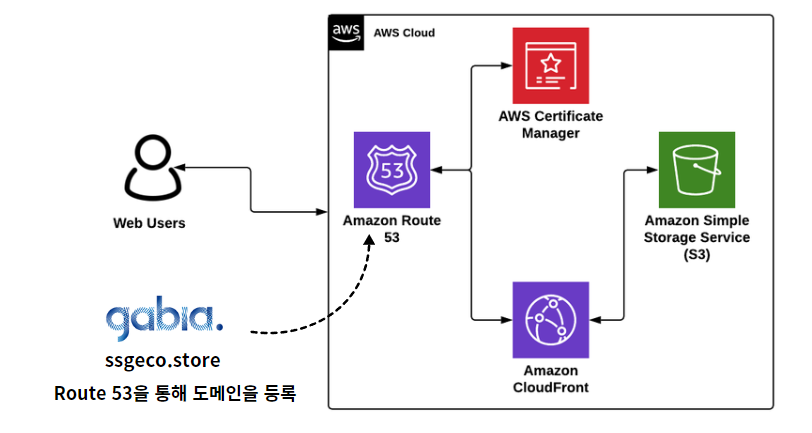 aws
AWS Cloud
AWS Certificate
Manager
53
Amazon Route
53
Web Users
Amazon Simple
Storage Service
(S3)
gabia.
ssgeco.store
Route 53을 통해 도메인을 등록
Amazon
CloudFront